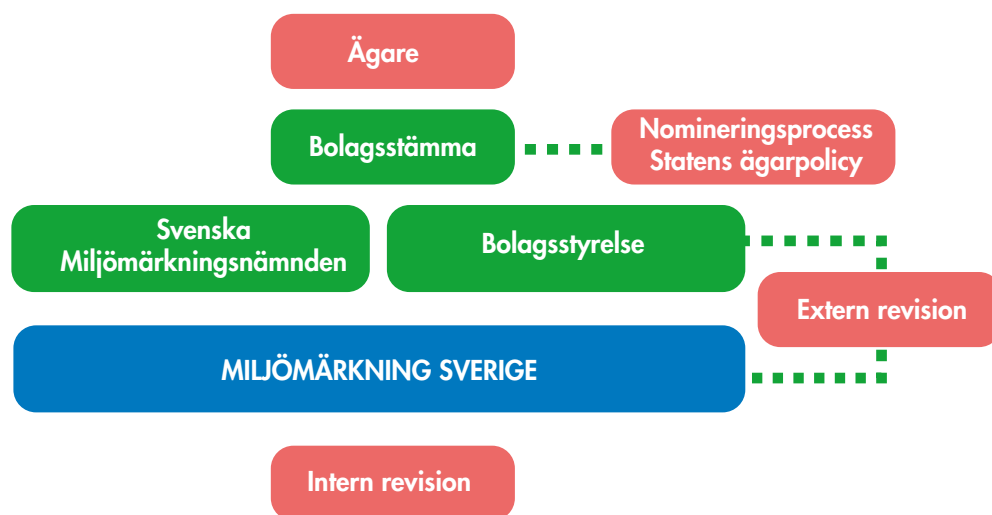 Ägare
Bolagsstämma
Nomineringsprocess
Statens ägarpolicy
Svenska
Miljömärkningsnämnden
Bolagsstyrelse
Extern revision
MILJÖMÄRKNING SVERIGE
Intern revision